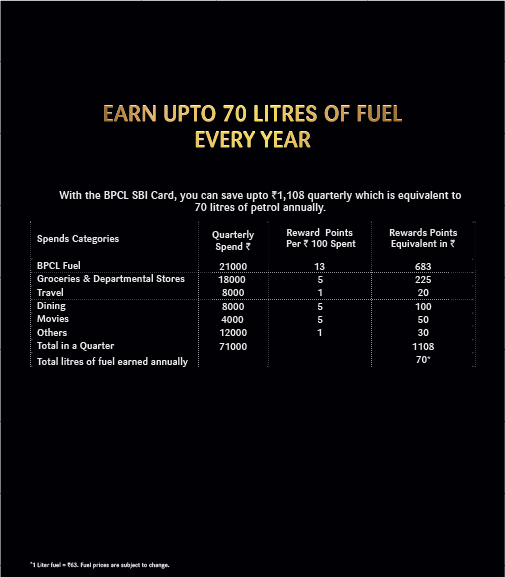 EARN UPTO 70 LITRES OF FUEL
EVERY YEAR
With the BPCL SBI Card, you can save upto ₹1,108 quarterly which is equivalent to
70 litres of petrol annually.
Spends Categories Quarterly Spend ₹ Reward Points Per ₹ 100 Spent Rewards Points Equivalent in ₹
BPCL Fuel 21000 13 683
Groceries & Departmental Stores 18000 5 225
Travel 8000 1 20
Dining 8000 5 100
Movies 4000 5 50
Others 12000 1 30
Total in a Quarter 71000 1108
Total litres of fuel earned annually 70*
*1 Liter fuel = ₹63. Fuel prices are subject to change.